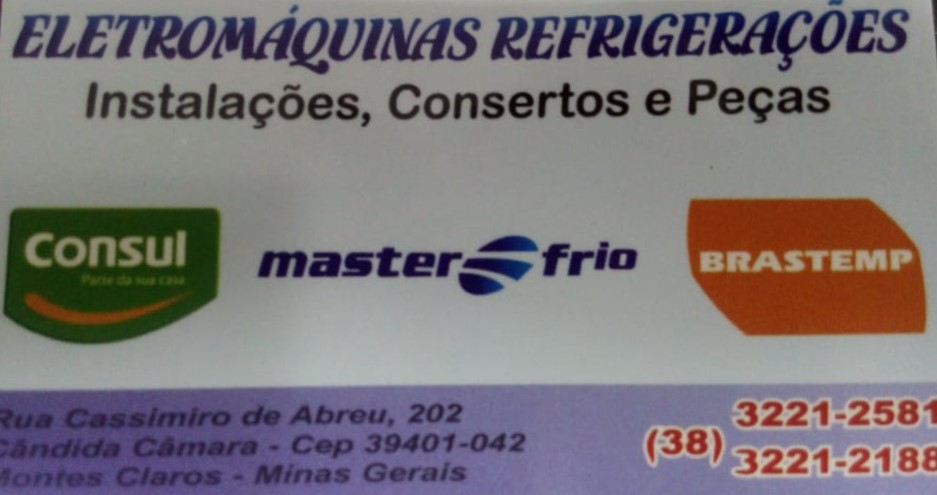 ELETROMÁQUINAS REFRIGERAÇÕES
Instalações, Consertos e Peças
Consul
Parte da sua casa
master frio
BRASTEMP
Rua Cassimiro de Abreu, 202
Cândida Câmara - Cep 39401-042
Montes Claros - Minas Gerais
(38)
3221-2581
3221-2188